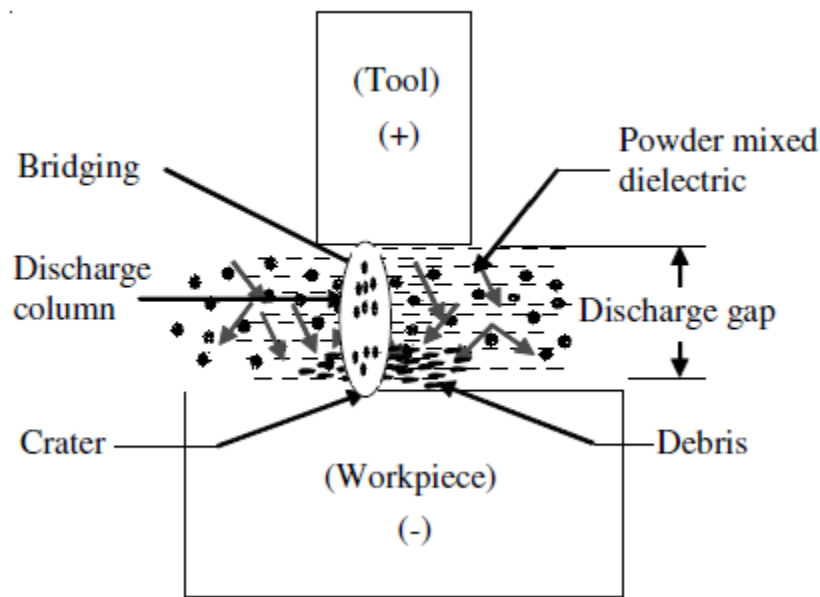 (Tool)
(+)
Bridging
Powder mixed
dielectric
Discharge
column
Discharge gap
Crater
Debris
(Workpiece)
(-)